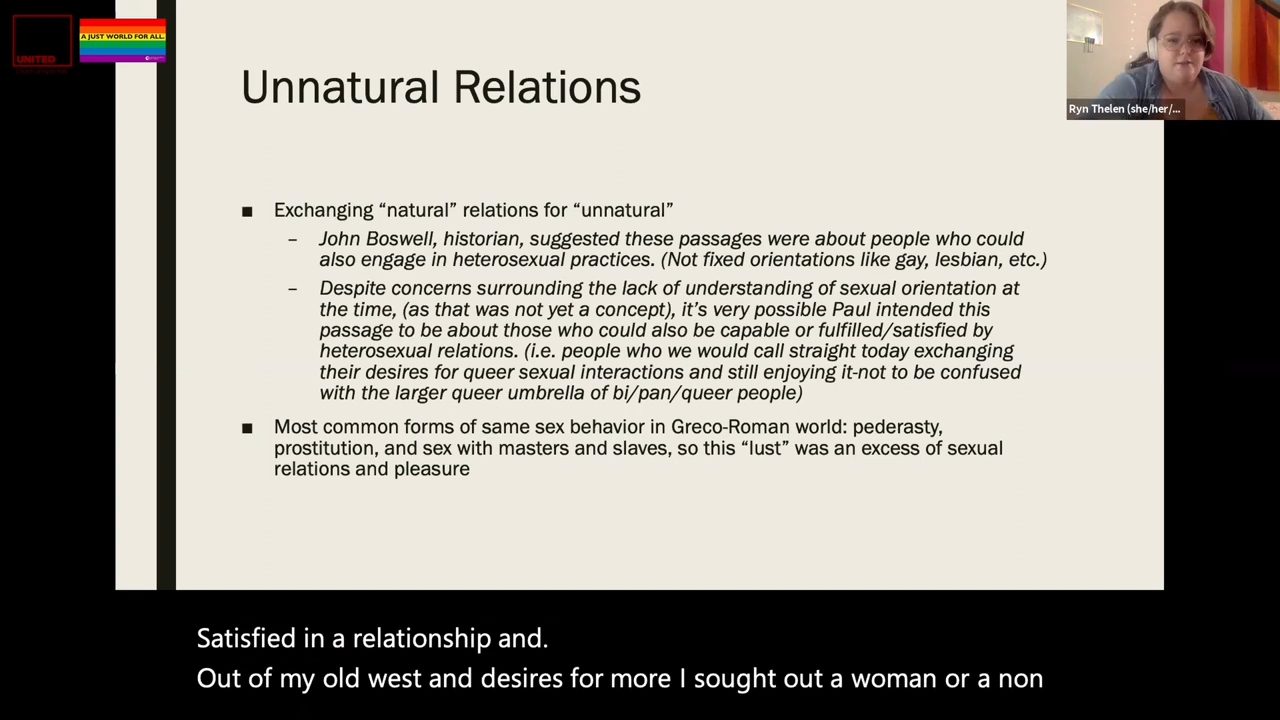 UNITED
A JUST WORLD FOR ALL.
Ryn Thelen (she/her/...
Unnatural Relations
■ Exchanging “natural” relations for “unnatural”
– John Boswell, historian, suggested these passages were about people who could
also engage in heterosexual practices. (Not fixed orientations like gay, lesbian, etc.)
– Despite concerns surrounding the lack of understanding of sexual orientation at
the time, (as that was not yet a concept), it’s very possible Paul intended this
passage to be about those who could also be capable or fulfilled/satisfied by
heterosexual relations. (i.e. people who we would call straight today exchanging
their desires for queer sexual interactions and still enjoying it-not to be confused
with the larger queer umbrella of bi/pan/queer people)
■ Most common forms of same sex behavior in Greco-Roman world: pederasty,
prostitution, and sex with masters and slaves, so this “lust” was an excess of sexual
relations and pleasure
Satisfied in a relationship and.
Out of my old west and desires for more I sought out a woman or a non